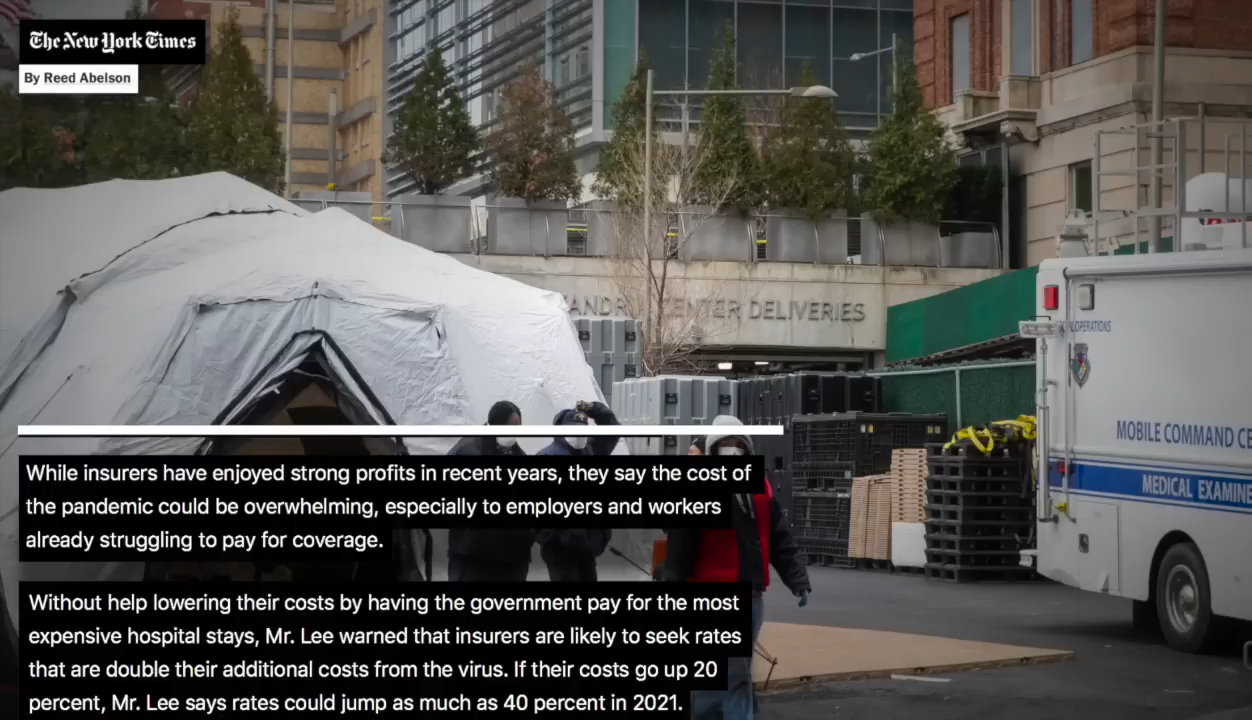 The New York Times
By Reed Abelson
CENTER DELIVERIES
MOBILE COMMAND
MEDICAL
While insurers have enjoyed strong profits in recent years, they say the cost of
the pandemic could be overwhelming, especially to employers and workers
already struggling to pay for coverage.
Without help lowering their costs by having the government pay for the most
expensive hospital stays, Mr. Lee warned that insurers are likely to seek rates
that are double their additional costs from the virus. If their costs go up 20
percent, Mr. Lee says rates could jump as much as 40 percent in 2021.